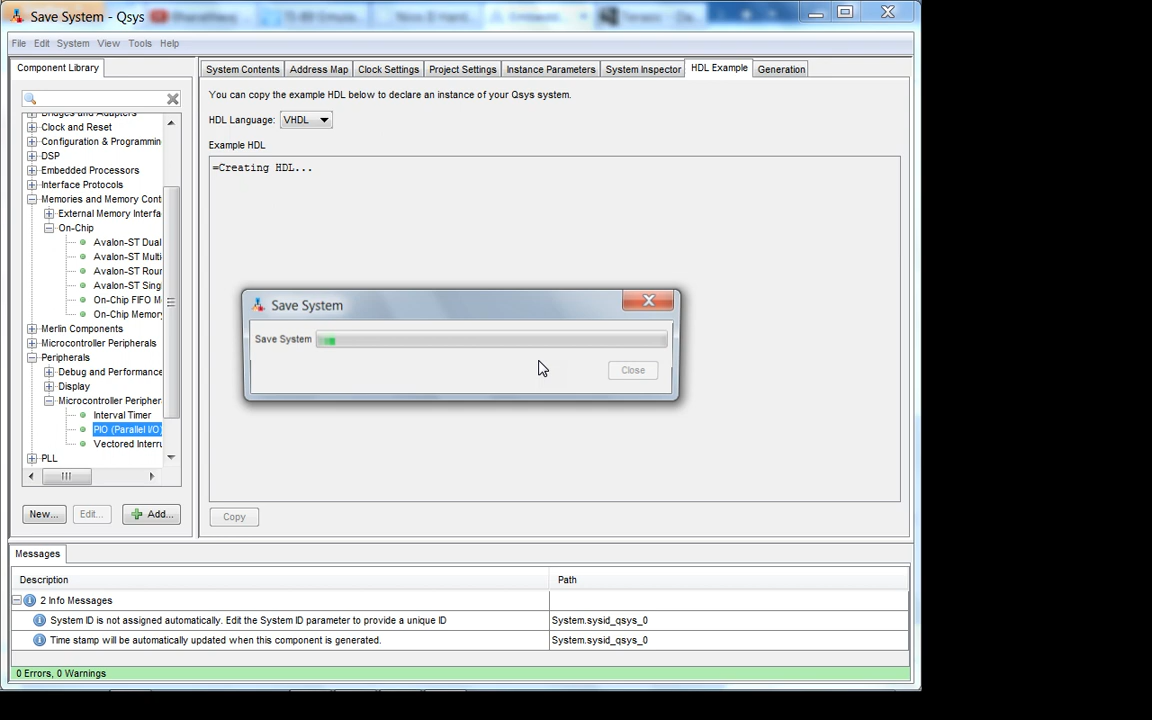 Save System - Qsys
File Edit System View Tools Help
Component Library
System Contents Address Map Clock Settings Project Settings Instance Parameters System Inspector HDL Example Generation
You can copy the example HDL below to declare an instance of your Qsys system.
HDL Language: VHDL
Example HDL
=Creating HDL...
Bridges and Adapters
Clock and Reset
Configuration & Programmin
DSP
Embedded Processors
Interface Protocols
Memories and Memory Cont
External Memory Interfa
On-Chip
Avalon-ST Dual
Avalon-ST Multi
Avalon-ST Roun
Avalon-ST Sing
On-Chip FIFO M
On-Chip Memory
Merlin Components
Microcontroller Peripherals
Peripherals
Debug and Performance
Display
Microcontroller Peripher
Interval Timer
PIO (Parallel I/O)
Vectored Interru
PLL
New... Edit... Add...
Save System
Save System
Close
Copy
Messages
Description Path
2 Info Messages
System ID is not assigned automatically. Edit the System ID parameter to provide a unique ID System.sysid_qsys_0
Time stamp will be automatically updated when this component is generated. System.sysid_qsys_0
0 Errors, 0 Warnings